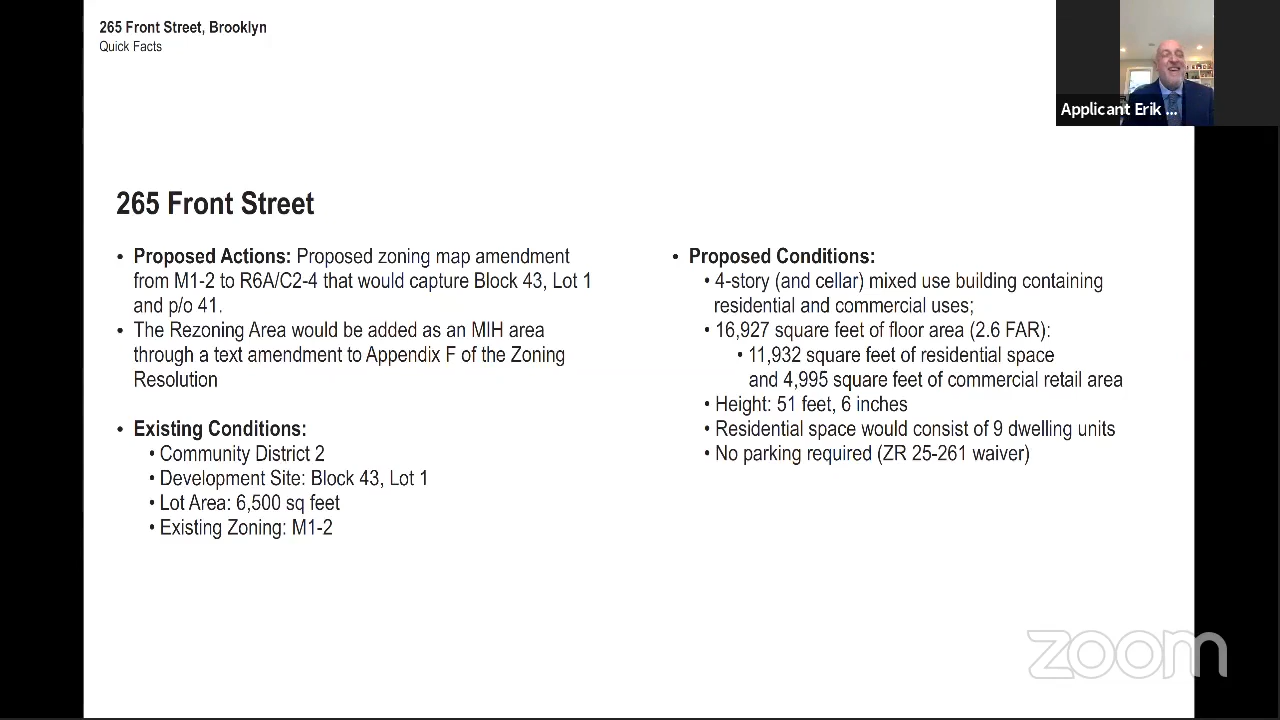 265 Front Street, Brooklyn
Quick Facts
Applicant Erik ...
265 Front Street
• Proposed Actions: Proposed zoning map amendment
from M1-2 to R6A/C2-4 that would capture Block 43, Lot 1
and p/o 41.
• The Rezoning Area would be added as an MIH area
through a text amendment to Appendix F of the Zoning
Resolution
• Existing Conditions:
• Community District 2
• Development Site: Block 43, Lot 1
• Lot Area: 6,500 sq feet
• Existing Zoning: M1-2
• Proposed Conditions:
• 4-story (and cellar) mixed use building containing
residential and commercial uses;
• 16,927 square feet of floor area (2.6 FAR):
• 11,932 square feet of residential space
and 4,995 square feet of commercial retail area
• Height: 51 feet, 6 inches
• Residential space would consist of 9 dwelling units
• No parking required (ZR 25-261 waiver)
zoom